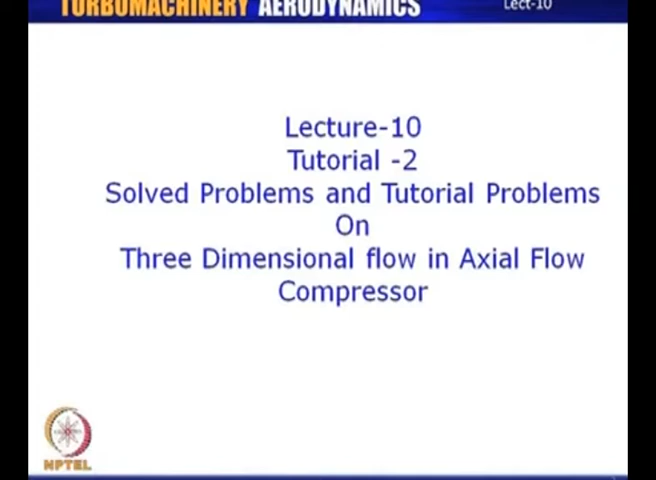 TURBOMACHINERY AERODYNAMICS
Lect-10
Lecture-10
Tutorial -2
Solved Problems and Tutorial Problems
On
Three Dimensional flow in Axial Flow
Compressor
NPTEL